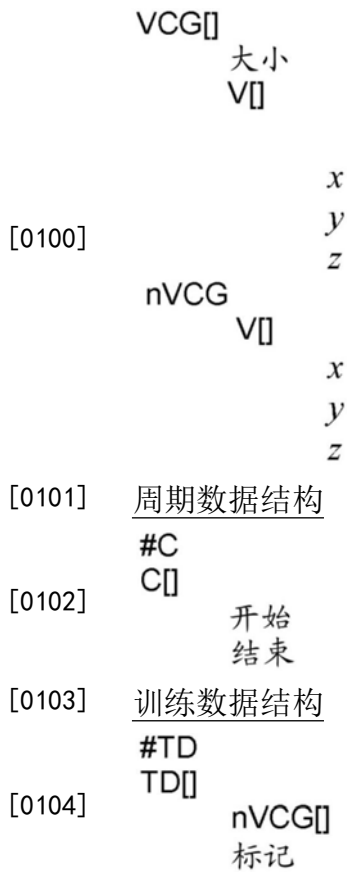 VCG[]
大小
V[]
x
y
[0100]
z
nVCG
V[]
x
y
z
[0101] 周期数据结构
#C
C[]
[0102]
开始
结束
[0103] 训练数据结构
#TD
TD[]
[0104]
nVCG[]
标记